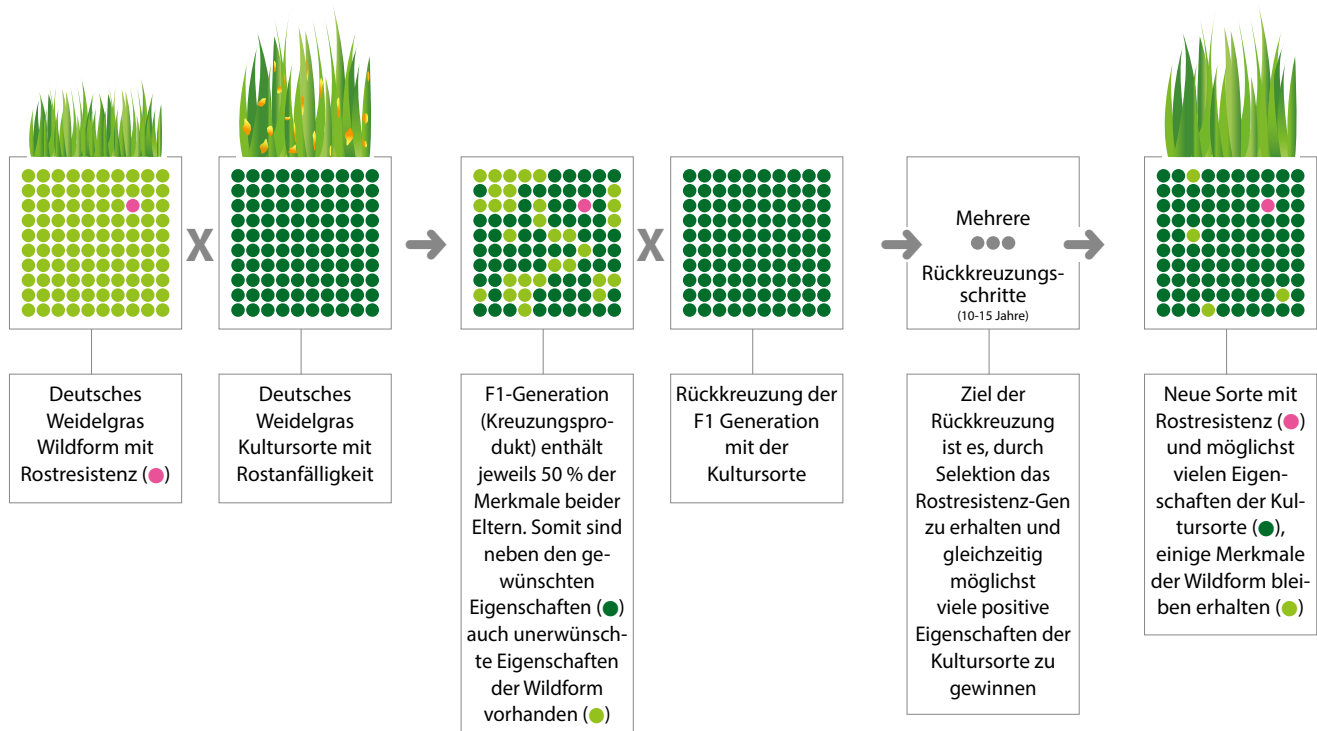 X
X
Mehrere
Rückkreuzungs-
schritte
(10-15 Jahre)
Deutsches
Weidelgras
Wildform mit
Rostresistenz (●)
Deutsches
Weidelgras
Kultursorte mit
Rostanfälligkeit
F1-Generation
(Kreuzungspro-
dukt) enthält
jeweils 50 % der
Merkmale beider
Eltern. Somit sind
neben den ge-
wünschten
Eigenschaften (●)
auch unerwünsch-
te Eigenschaften
der Wildform
vorhanden (●)
Rückkreuzung der
F1 Generation
mit der
Kultursorte
Ziel der
Rückkreuzung
ist es, durch
Selektion das
Rostresistenz-Gen
zu erhalten und
gleichzeitig
möglichst
viele positive
Eigenschaften der
Kultursorte zu
gewinnen
Neue Sorte mit
Rostresistenz (●)
und möglichst
vielen Eigen-
schaften der Kul-
tursorte (●),
einige Merkmale
der Wildform blei-
ben erhalten (●)